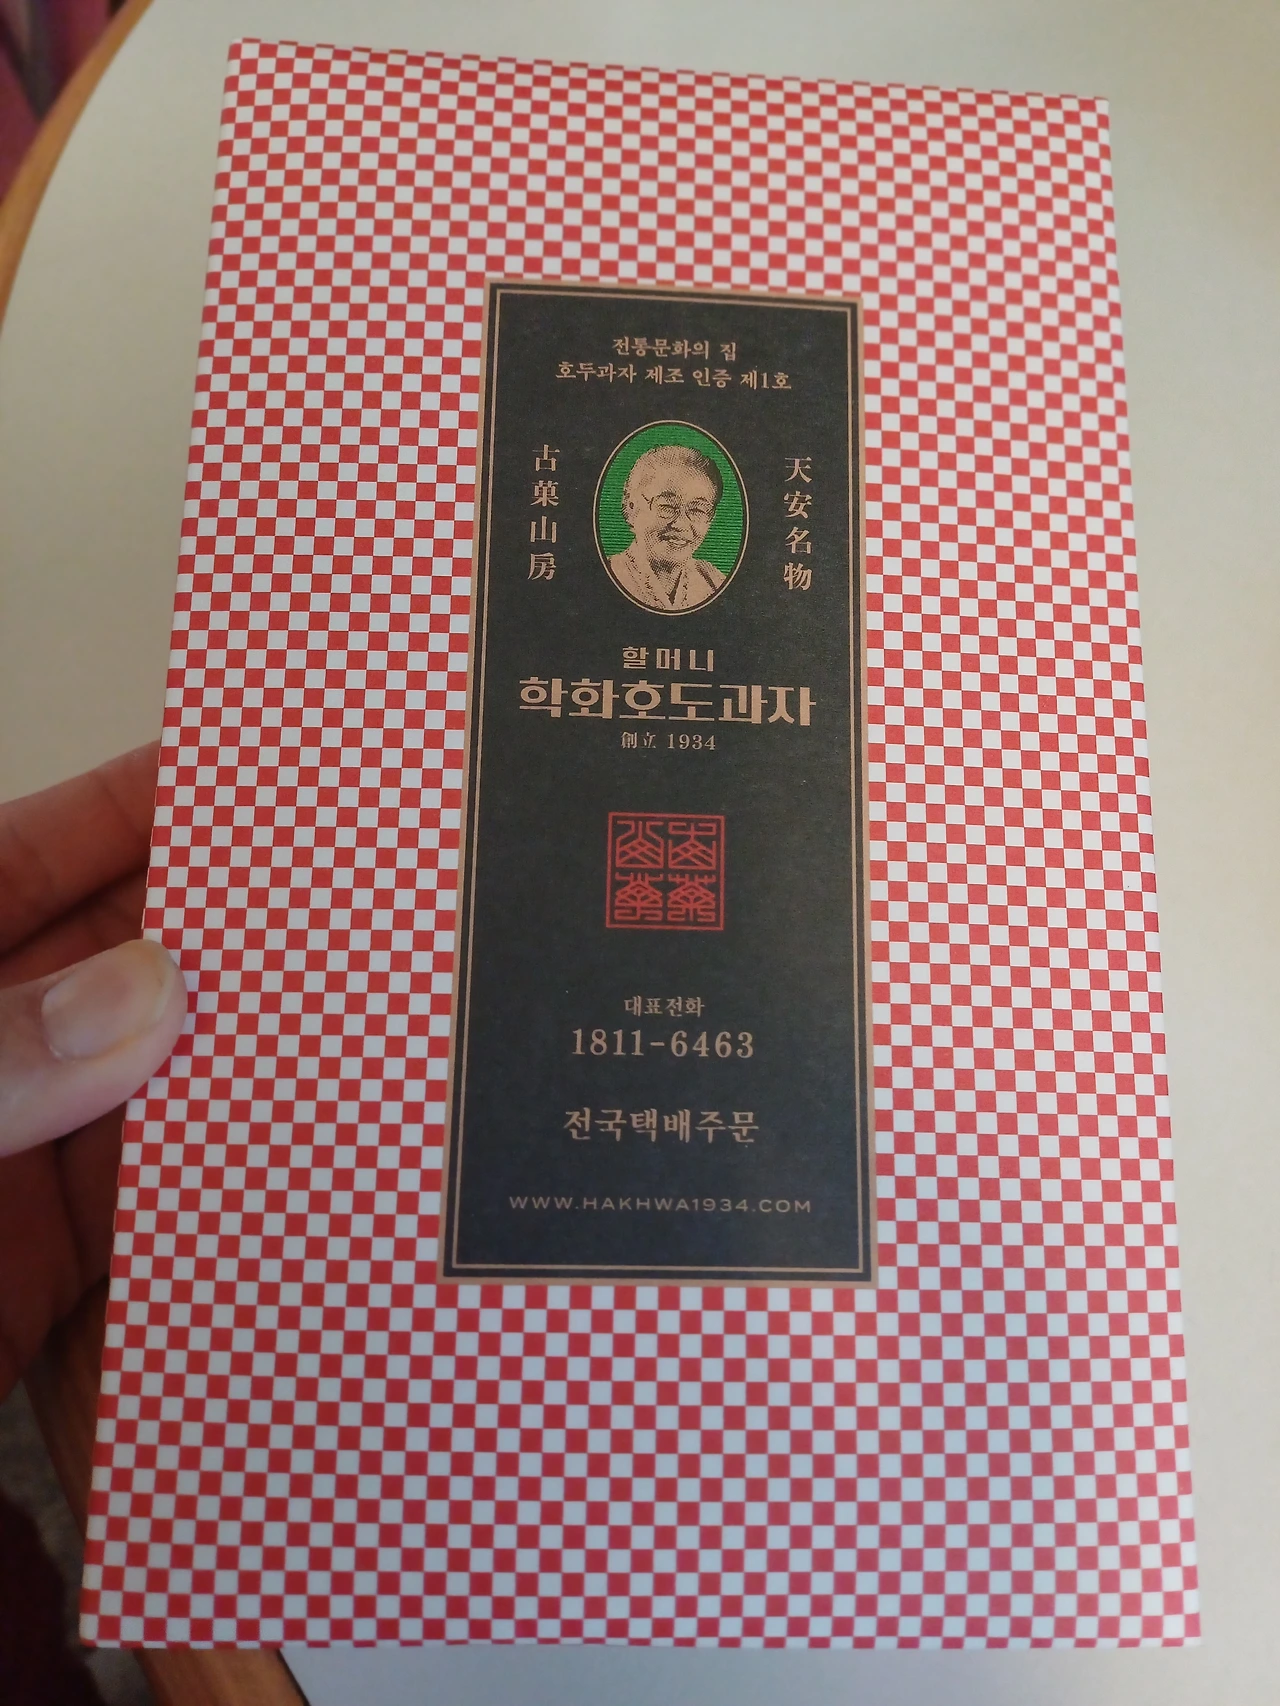 전통문화의 집
호두과자 제조 인증 제1호
天安名物
古菓山房
할머니
학화호도과자
創立 1934
대표전화
1811-6463
전국택배주문
WWW.HAKHWA1934.COM